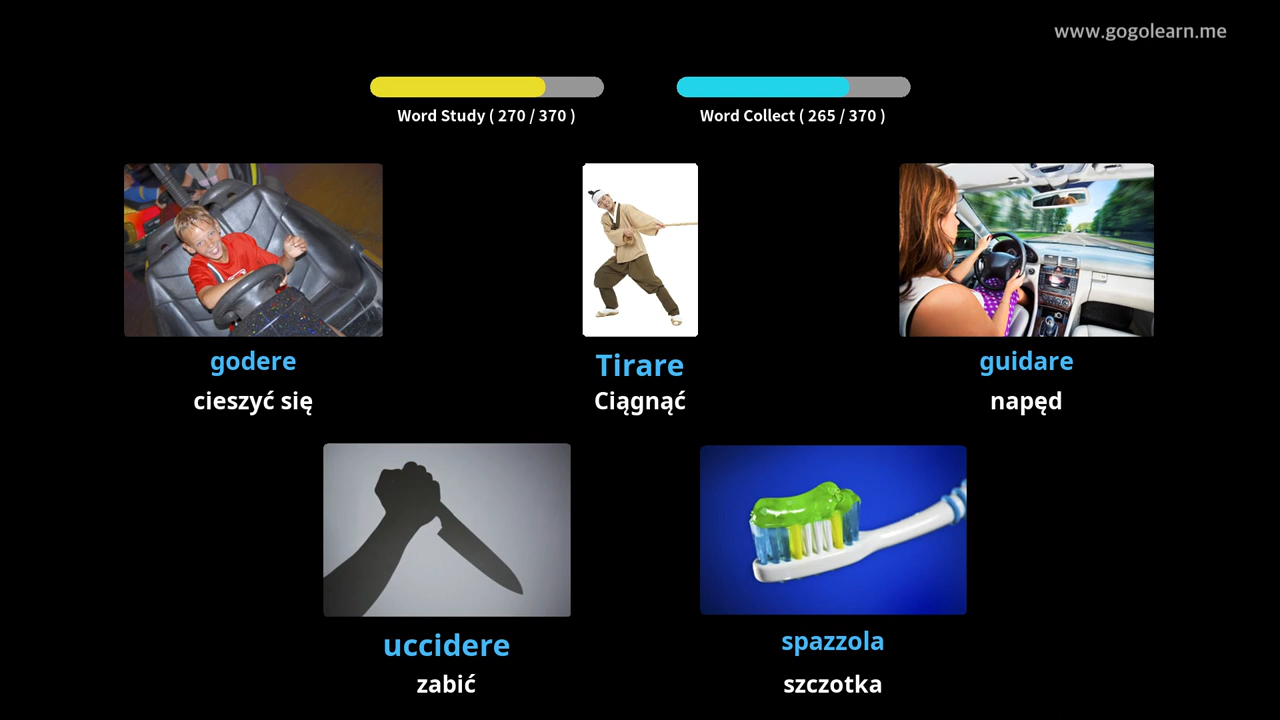 www.gogolearn.me
Word Study ( 270 / 370 )
Word Collect ( 265 / 370 )
godere
cieszyć się
Tirare
Ciągnąć
guidare
napęd
uccidere
zabić
spazzola
szczotka